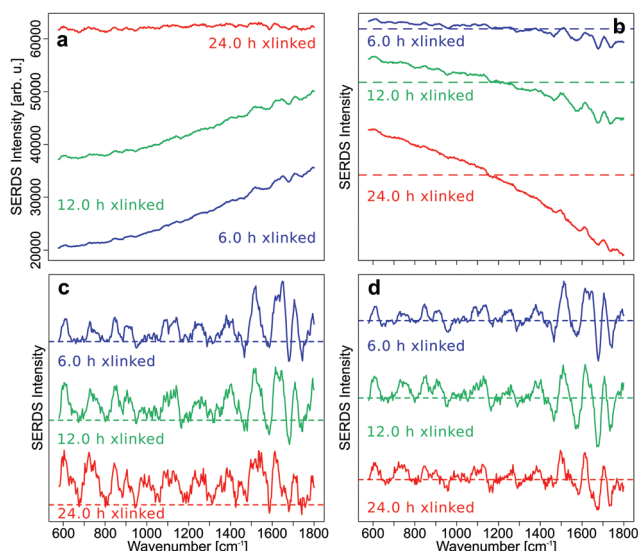 a
24.0 h xlinked
12.0 h xlinked
6.0 h xlinked
SERDS Intensity [arb. u.]
60000
50000
40000
30000
20000
b
6.0 h xlinked
12.0 h xlinked
24.0 h xlinked
SERDS Intensity
c
6.0 h xlinked
12.0 h xlinked
24.0 h xlinked
SERDS Intensity
600 800 1000 1200 1400 1600 1800
Wavenumber [cm⁻¹]
d
6.0 h xlinked
12.0 h xlinked
24.0 h xlinked
SERDS Intensity
600 800 1000 1200 1400 1600 1800
Wavenumber [cm⁻¹]